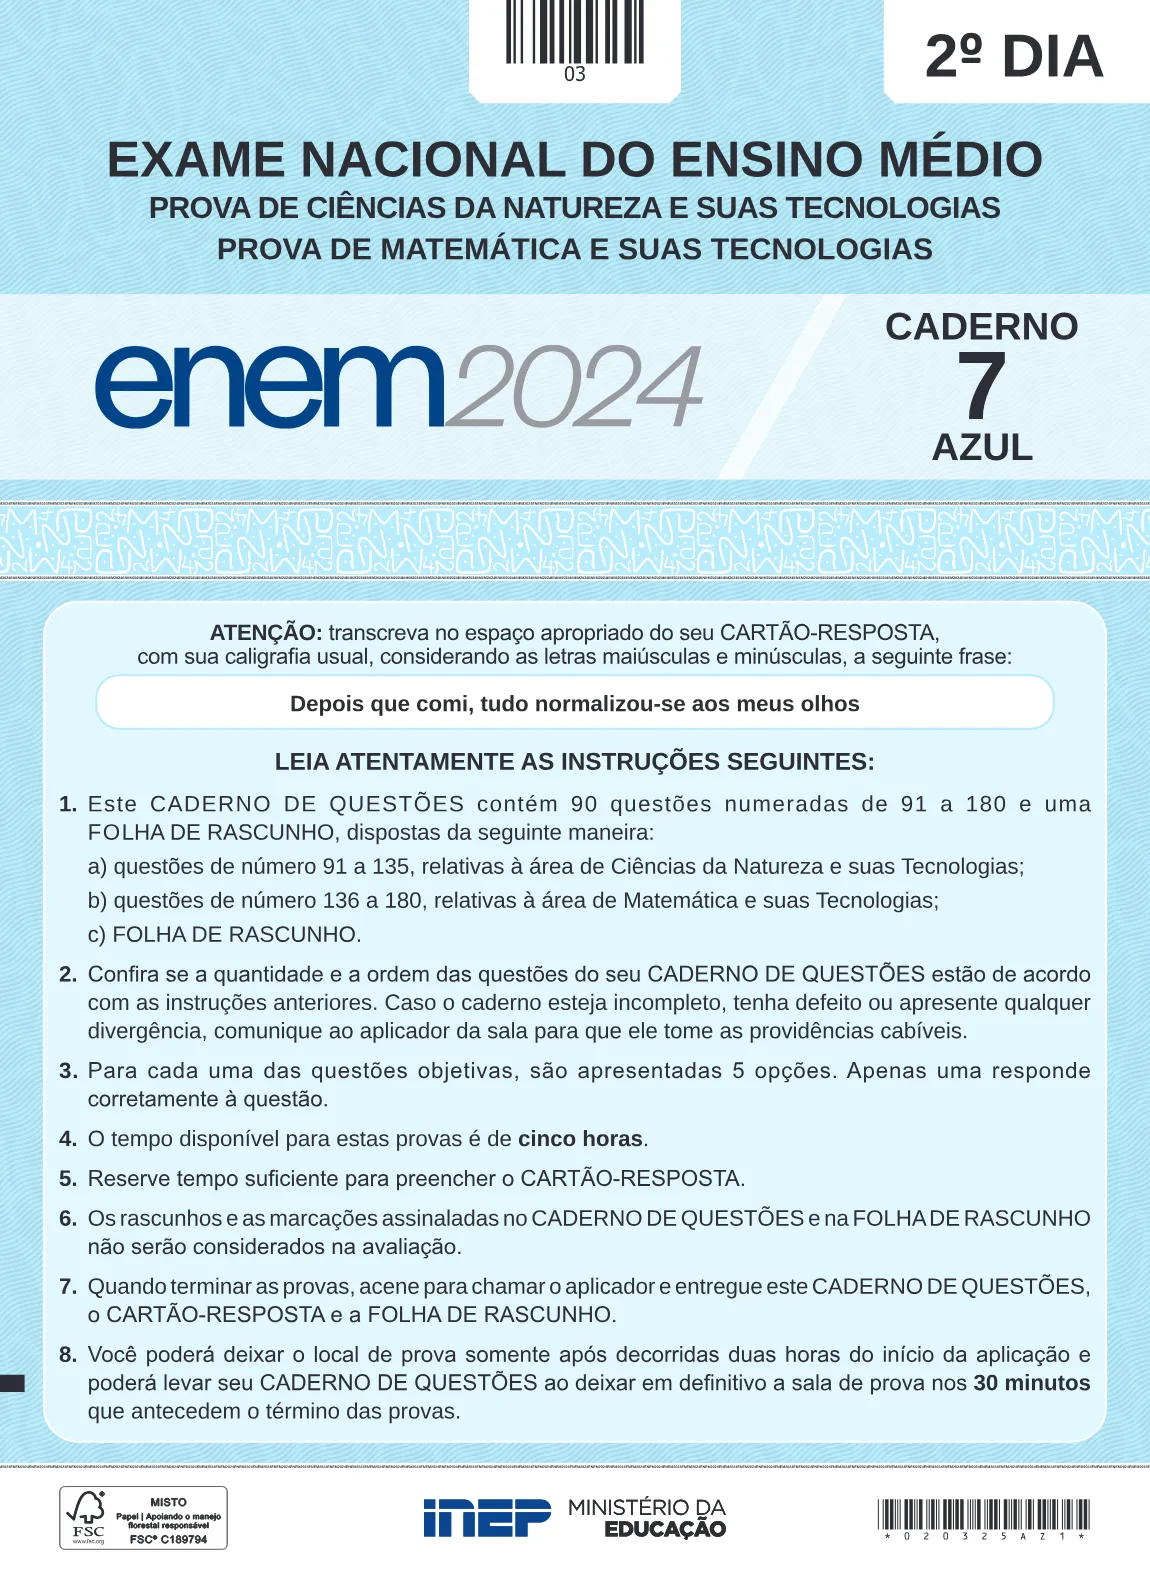 03
2º DIA
EXAME NACIONAL DO ENSINO MÉDIO
PROVA DE CIÊNCIAS DA NATUREZA E SUAS TECNOLOGIAS
PROVA DE MATEMÁTICA E SUAS TECNOLOGIAS
enem2024
CADERNO
7
AZUL
ATENÇÃO: transcreva no espaço apropriado do seu CARTÃO-RESPOSTA,
com sua caligrafia usual, considerando as letras maiúsculas e minúsculas, a seguinte frase:
Depois que comi, tudo normalizou-se aos meus olhos
LEIA ATENTAMENTE AS INSTRUÇÕES SEGUINTES:
1. Este CADERNO DE QUESTÕES contém 90 questões numeradas de 91 a 180 e uma
FOLHA DE RASCUNHO, dispostas da seguinte maneira:
a) questões de número 91 a 135, relativas à área de Ciências da Natureza e suas Tecnologias;
b) questões de número 136 a 180, relativas à área de Matemática e suas Tecnologias;
c) FOLHA DE RASCUNHO.
2. Confira se a quantidade e a ordem das questões do seu CADERNO DE QUESTÕES estão de acordo
com as instruções anteriores. Caso o caderno esteja incompleto, tenha defeito ou apresente qualquer
divergência, comunique ao aplicador da sala para que ele tome as providências cabíveis.
3. Para cada uma das questões objetivas, são apresentadas 5 opções. Apenas uma responde
corretamente à questão.
4. O tempo disponível para estas provas é de cinco horas.
5. Reserve tempo suficiente para preencher o CARTÃO-RESPOSTA.
6. Os rascunhos e as marcações assinaladas no CADERNO DE QUESTÕES e na FOLHA DE RASCUNHO
não serão considerados na avaliação.
7. Quando terminar as provas, acene para chamar o aplicador e entregue este CADERNO DE QUESTÕES,
o CARTÃO-RESPOSTA e a FOLHA DE RASCUNHO.
8. Você poderá deixar o local de prova somente após decorridas duas horas do início da aplicação e
poderá levar seu CADERNO DE QUESTÕES ao deixar em definitivo a sala de prova nos 30 minutos
que antecedem o término das provas.
FSC
www.fsc.org
MISTO
Papel | Apoiando o manejo
florestal responsável
FSC® C189794
INEP
MINISTÉRIO DA
EDUCAÇÃO
*020325AZ1*